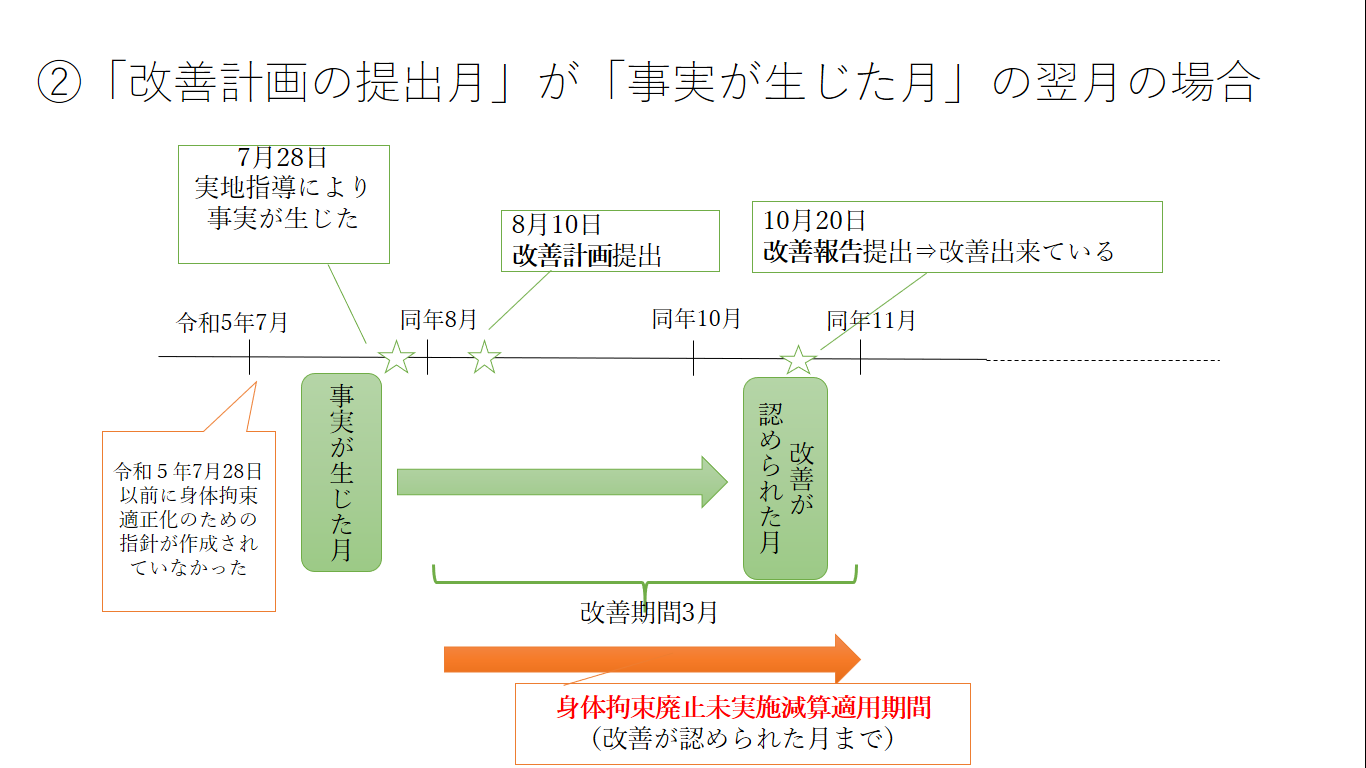 ②「改善計画の提出月」が「事実が生じた月」の翌月の場合
7月28日
実地指導により
事実が生じた
8月10日
改善計画提出
10月20日
改善報告提出⇒改善出来ている
令和5年7月
同年8月
同年10月
同年11月
事実が生じた月
改善が
認められた月
令和５年7月28日
以前に身体拘束
適正化のための
指針が作成され
ていなかった
改善期間3月
身体拘束廃止未実施減算適用期間
（改善が認められた月まで）